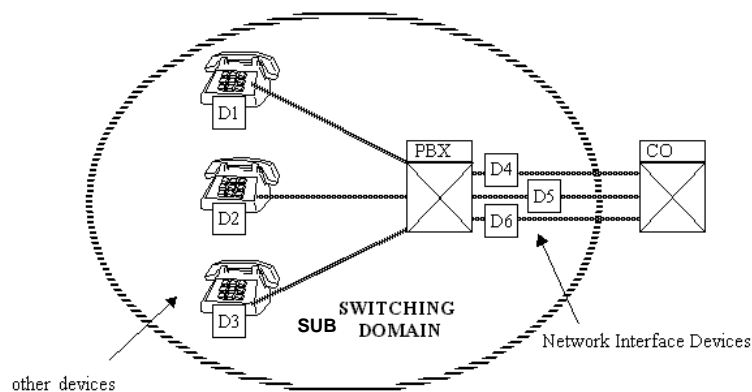 D1
PBX
CO
D4
D2
D5
D6
D3
SUB SWITCHING
DOMAIN
Network Interface Devices
other devices